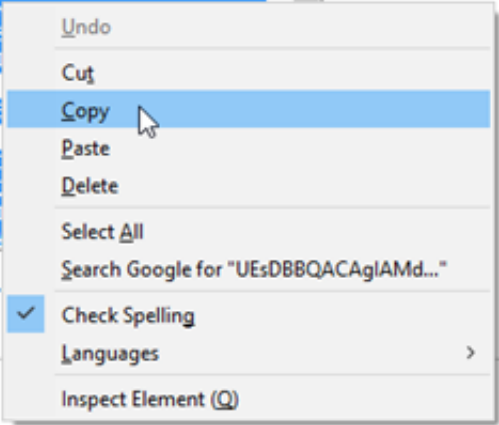 Undo
Cut
Copy
Paste
Delete
Select All
Search Google for "UEsDBBQACAgIAMd..."
Check Spelling
Languages
Inspect Element (Q)